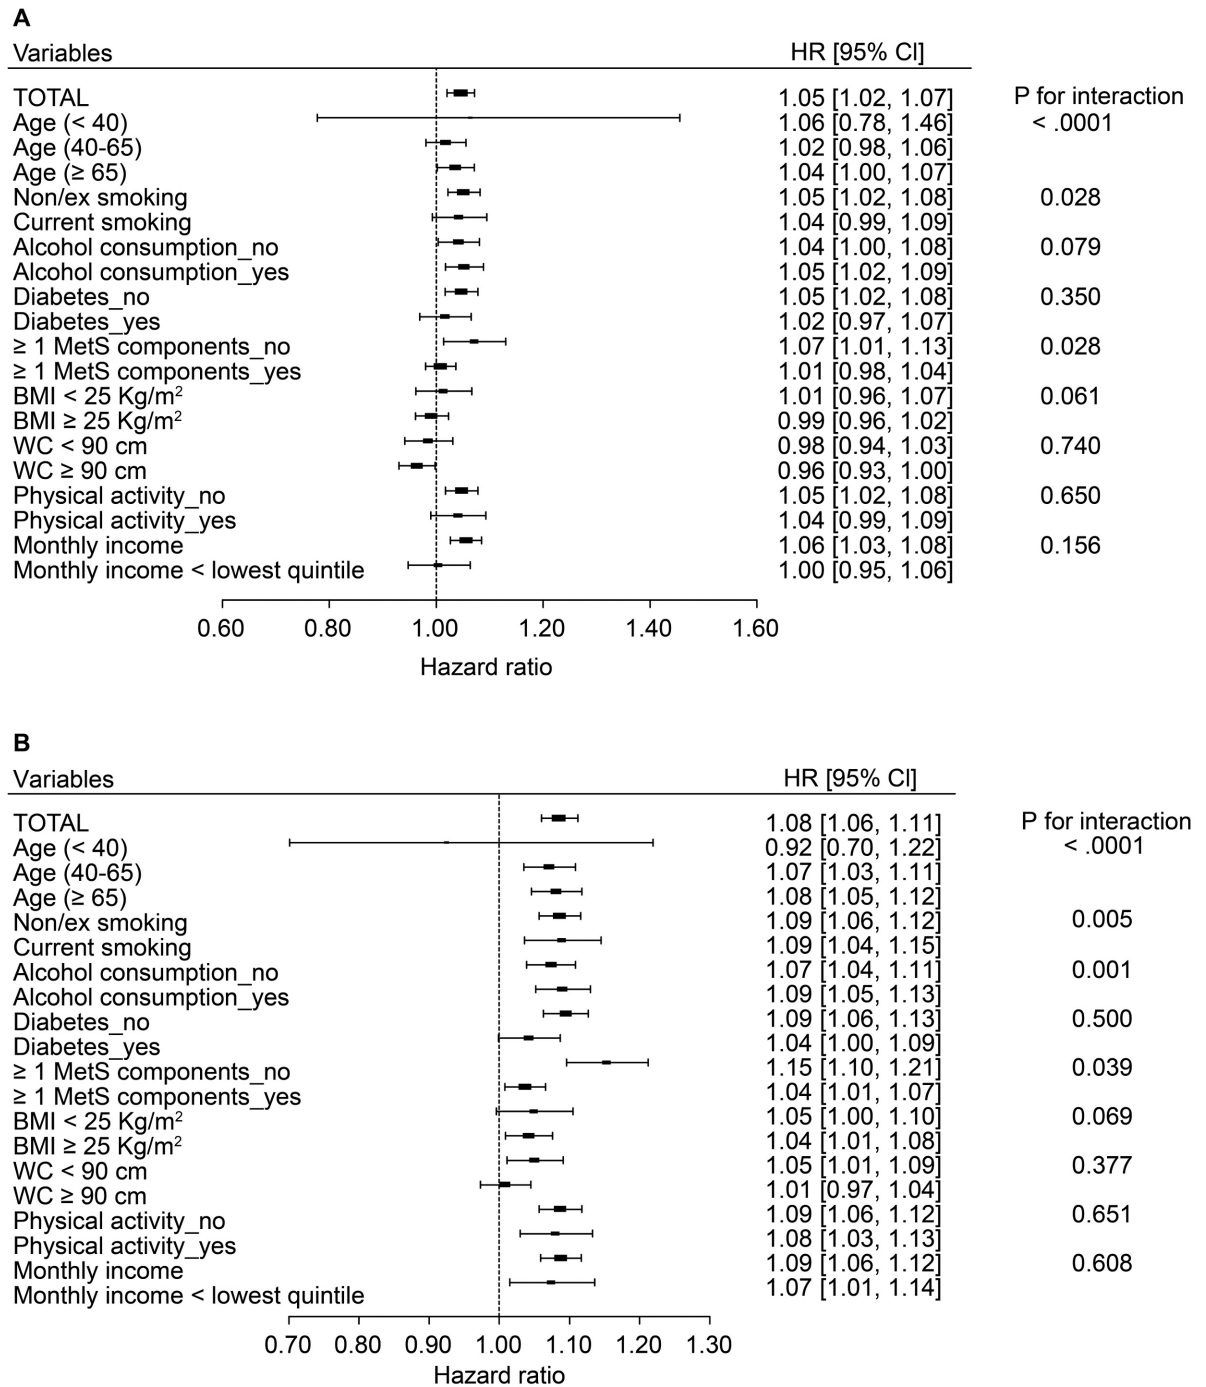 A
Variables HR [95% CI]
TOTAL 1.05 [1.02, 1.07] P for interaction
Age (< 40) 1.06 [0.78, 1.46] < .0001
Age (40-65) 1.02 [0.98, 1.06]
Age (≥ 65) 1.04 [1.00, 1.07]
Non/ex smoking 1.05 [1.02, 1.08] 0.028
Current smoking 1.04 [0.99, 1.09]
Alcohol consumption_no 1.04 [1.00, 1.08] 0.079
Alcohol consumption_yes 1.05 [1.02, 1.09]
Diabetes_no 1.05 [1.02, 1.08] 0.350
Diabetes_yes 1.02 [0.97, 1.07]
≥ 1 MetS components_no 1.07 [1.01, 1.13] 0.028
≥ 1 MetS components_yes 1.01 [0.98, 1.04]
BMI < 25 Kg/m² 1.01 [0.96, 1.07] 0.061
BMI ≥ 25 Kg/m² 0.99 [0.96, 1.02]
WC < 90 cm 0.98 [0.94, 1.03] 0.740
WC ≥ 90 cm 0.96 [0.93, 1.00]
Physical activity_no 1.05 [1.02, 1.08] 0.650
Physical activity_yes 1.04 [0.99, 1.09]
Monthly income 1.06 [1.03, 1.08] 0.156
Monthly income < lowest quintile 1.00 [0.95, 1.06]
0.60 0.80 1.00 1.20 1.40 1.60
Hazard ratio
B
Variables HR [95% CI]
TOTAL 1.08 [1.06, 1.11] P for interaction
Age (< 40) 0.92 [0.70, 1.22] < .0001
Age (40-65) 1.07 [1.03, 1.11]
Age (≥ 65) 1.08 [1.05, 1.12]
Non/ex smoking 1.09 [1.06, 1.12] 0.005
Current smoking 1.09 [1.04, 1.15]
Alcohol consumption_no 1.07 [1.04, 1.11] 0.001
Alcohol consumption_yes 1.09 [1.05, 1.13]
Diabetes_no 1.09 [1.06, 1.13] 0.500
Diabetes_yes 1.04 [1.00, 1.09]
≥ 1 MetS components_no 1.15 [1.10, 1.21] 0.039
≥ 1 MetS components_yes 1.04 [1.01, 1.07]
BMI < 25 Kg/m² 1.05 [1.00, 1.10] 0.069
BMI ≥ 25 Kg/m² 1.04 [1.01, 1.08]
WC < 90 cm 1.05 [1.01, 1.09] 0.377
WC ≥ 90 cm 1.01 [0.97, 1.04]
Physical activity_no 1.09 [1.06, 1.12] 0.651
Physical activity_yes 1.08 [1.03, 1.13]
Monthly income 1.09 [1.06, 1.12] 0.608
Monthly income < lowest quintile 1.07 [1.01, 1.14]
0.70 0.80 0.90 1.00 1.10 1.20 1.30
Hazard ratio